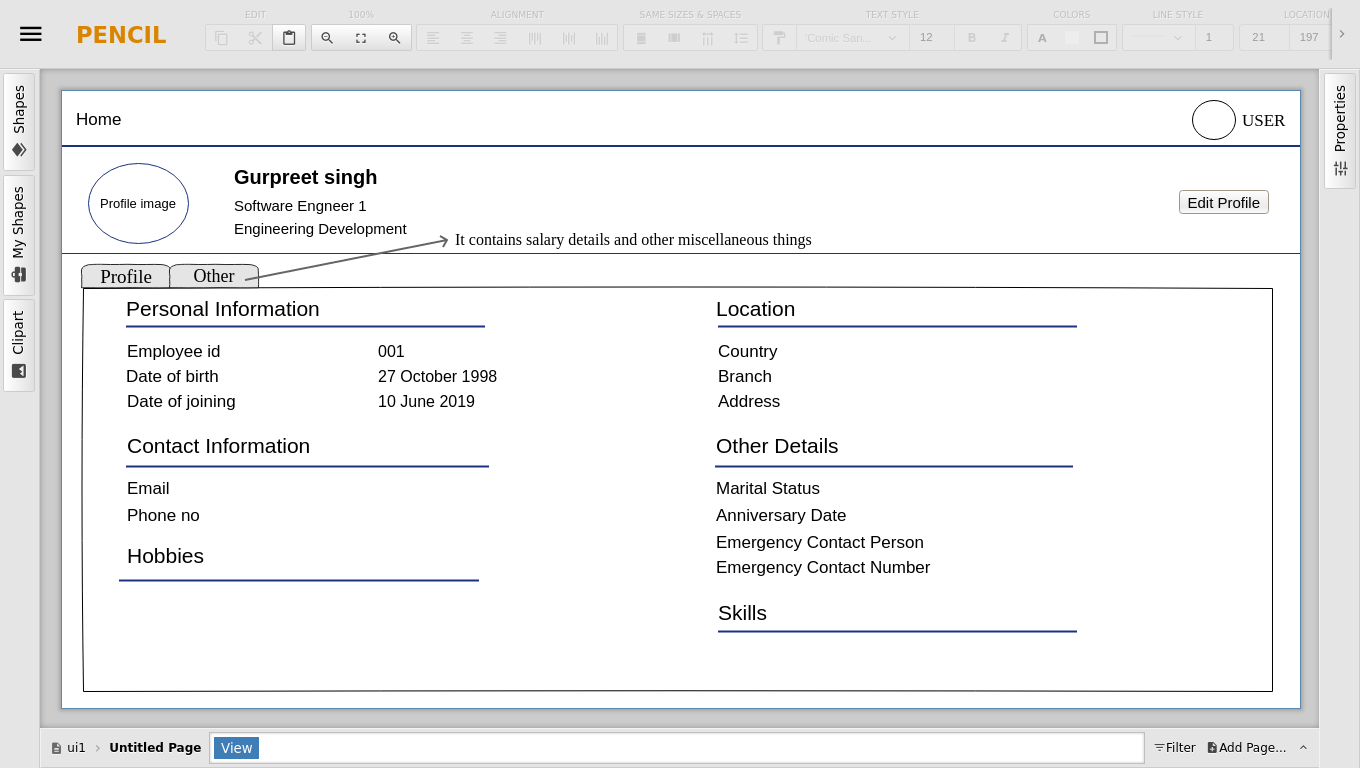 EDIT 100% ALIGNMENT SAME SIZES & SPACES TEXT STYLE COLORS LINE STYLE LOCATION
PENCIL
"Comic San... 12 B I A 1 21 197
Shapes
My Shapes
Clipart
Properties
Home
USER
Profile image
Gurpreet singh
Software Engneer 1
Engineering Development
Edit Profile
It contains salary details and other miscellaneous things
Profile Other
Personal Information
Employee id 001
Date of birth 27 October 1998
Date of joining 10 June 2019
Contact Information
Email
Phone no
Hobbies
Location
Country
Branch
Address
Other Details
Marital Status
Anniversary Date
Emergency Contact Person
Emergency Contact Number
Skills
ui1 Untitled Page View Filter Add Page...